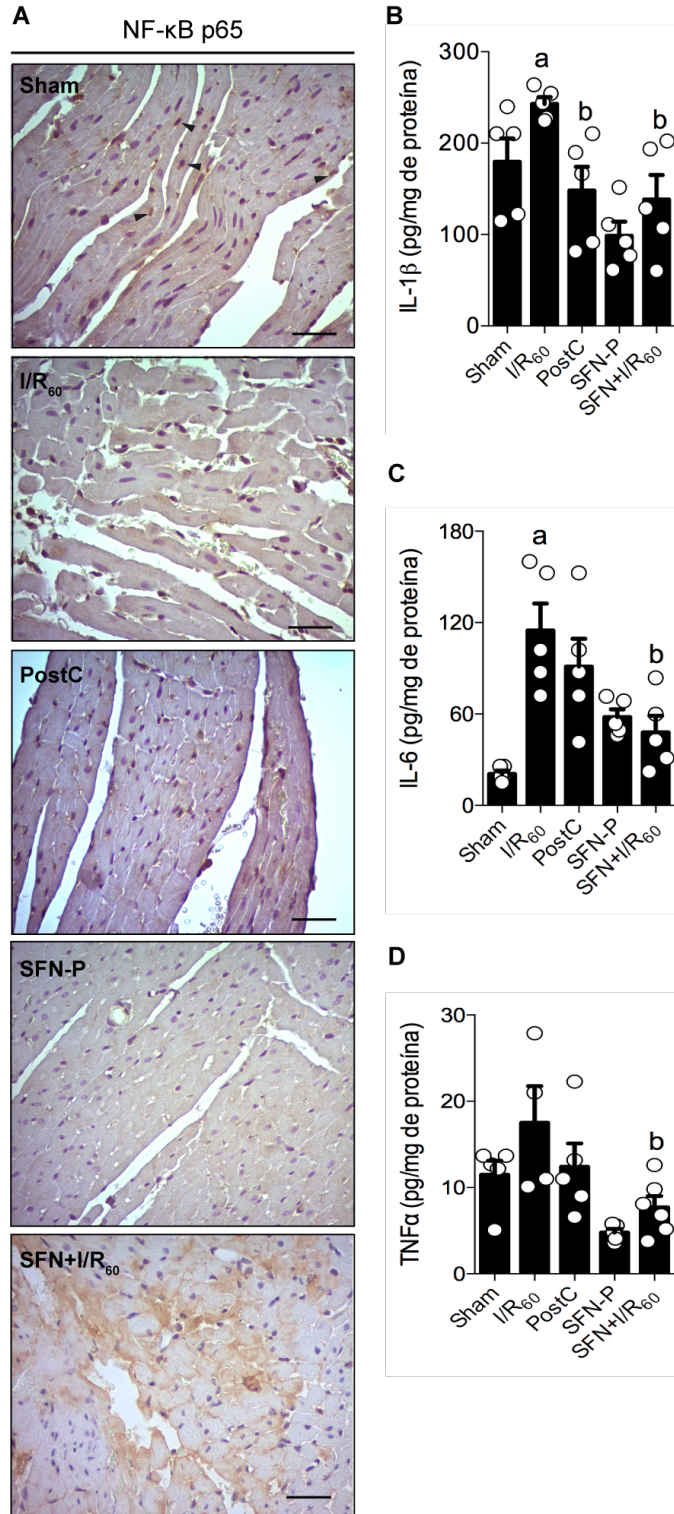 A
NF-κB p65
Sham
I/R60
PostC
SFN-P
SFN+I/R60
B
IL-1β (pg/mg de proteína)
300
200
100
0
a
b
b
Sham
I/R60
PostC
SFN-P
SFN+I/R60
C
IL-6 (pg/mg de proteína)
180
120
60
0
a
b
Sham
I/R60
PostC
SFN-P
SFN+I/R60
D
TNFα (pg/mg de proteína)
30
20
10
0
b
Sham
I/R60
PostC
SFN-P
SFN+I/R60